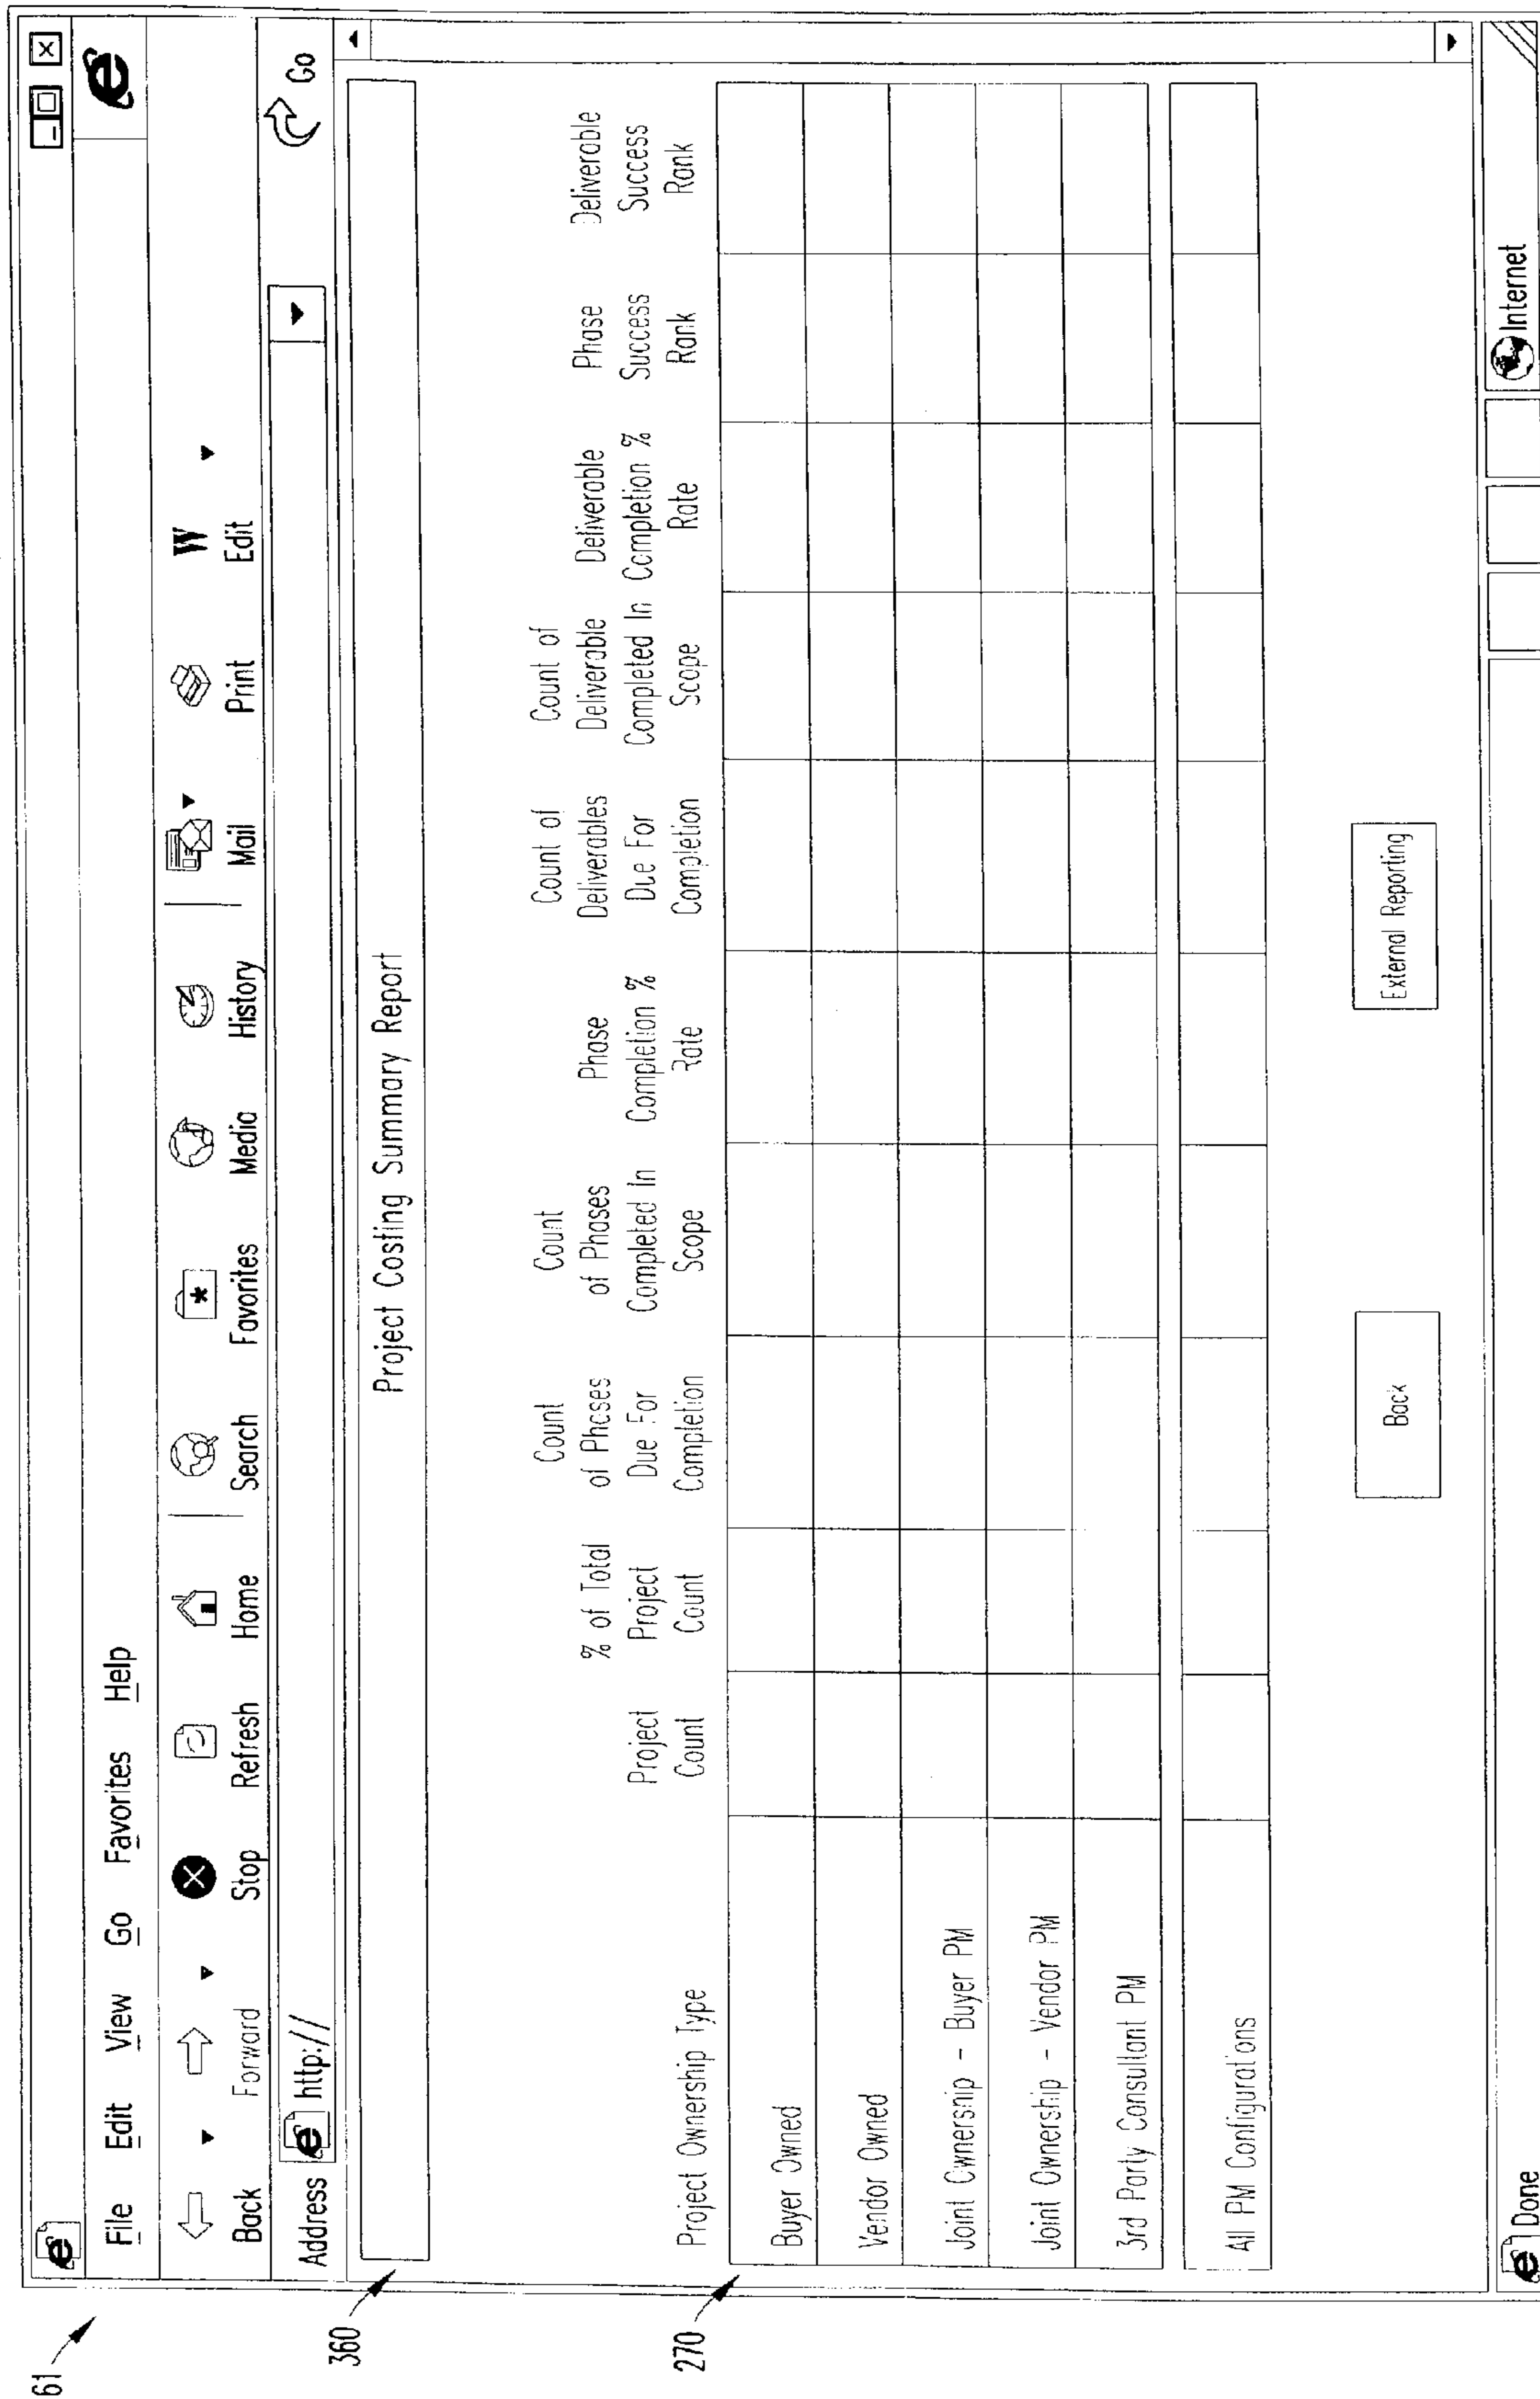 61
File Edit View Go Favorites Help
Back Forward Stop Refresh Home Search Favorites Media History Mail Print Edit
W
Address http:// Go
360
Project Costing Summary Report
270
Project Ownership Type
Project
Count
% of Total
Project
Count
Count
of Phases
Due For
Completion
Count
of Phases
Completed In
Scope
Phase
Completion %
Rate
Count of
Deliverables
Due For
Completion
Count of
Deliverable
Completed In
Scope
Deliverable
Completion %
Rate
Phase
Success
Rank
Deliverable
Success
Rank
Buyer Owned
Vendor Owned
Joint Ownership - Buyer PM
Joint Ownership - Vendor PM
3rd Party Consultant PM
All PM Configurations
Back
External Reporting
Done
Internet